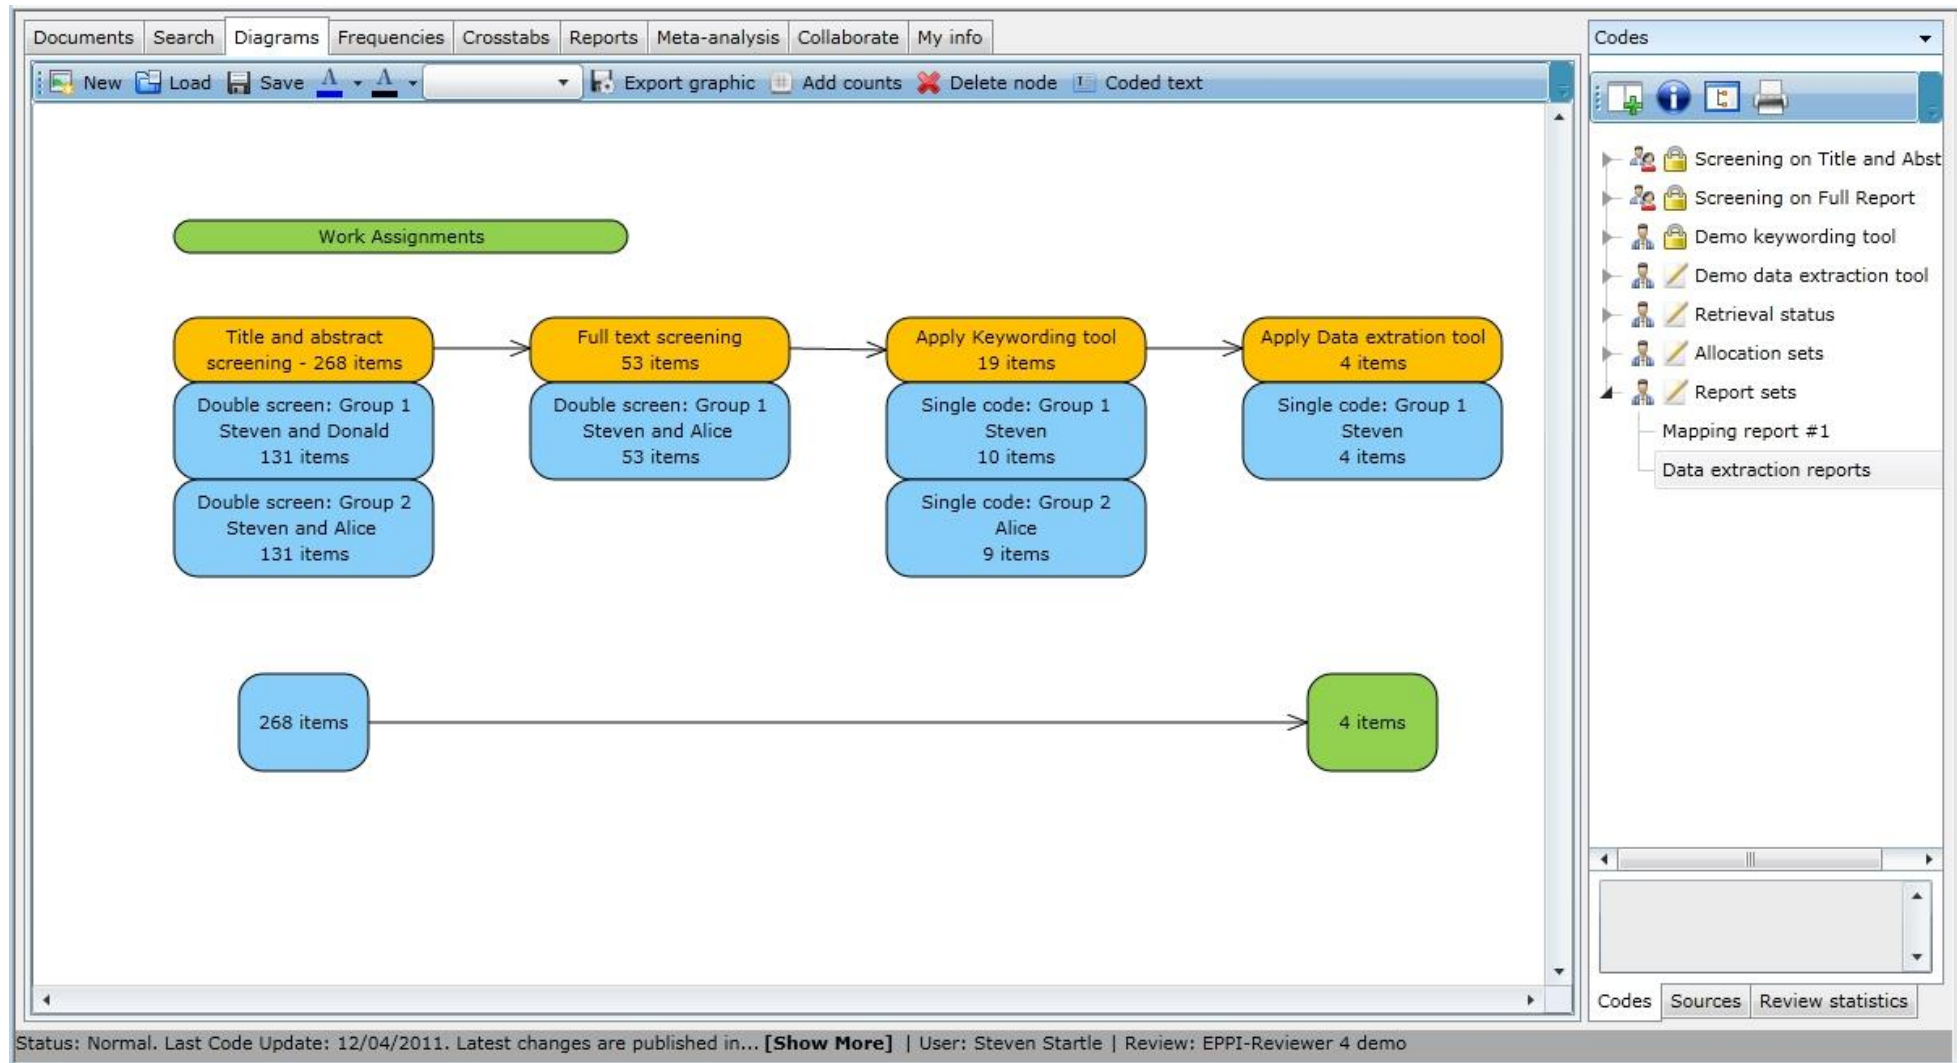 Documents Search Diagrams Frequencies Crosstabs Reports Meta-analysis Collaborate My info
New Load Save A A Export graphic Add counts Delete node Coded text
Work Assignments
Title and abstract
screening - 268 items
Double screen: Group 1
Steven and Donald
131 items
Double screen: Group 2
Steven and Alice
131 items
Full text screening
53 items
Double screen: Group 1
Steven and Alice
53 items
Apply Keywording tool
19 items
Single code: Group 1
Steven
10 items
Single code: Group 2
Alice
9 items
Apply Data extration tool
4 items
Single code: Group 1
Steven
4 items
268 items
4 items
Codes
Screening on Title and Abst
Screening on Full Report
Demo keywording tool
Demo data extraction tool
Retrieval status
Allocation sets
Report sets
Mapping report #1
Data extraction reports
Codes Sources Review statistics
Status: Normal. Last Code Update: 12/04/2011. Latest changes are published in... [Show More] | User: Steven Startle | Review: EPPI-Reviewer 4 demo